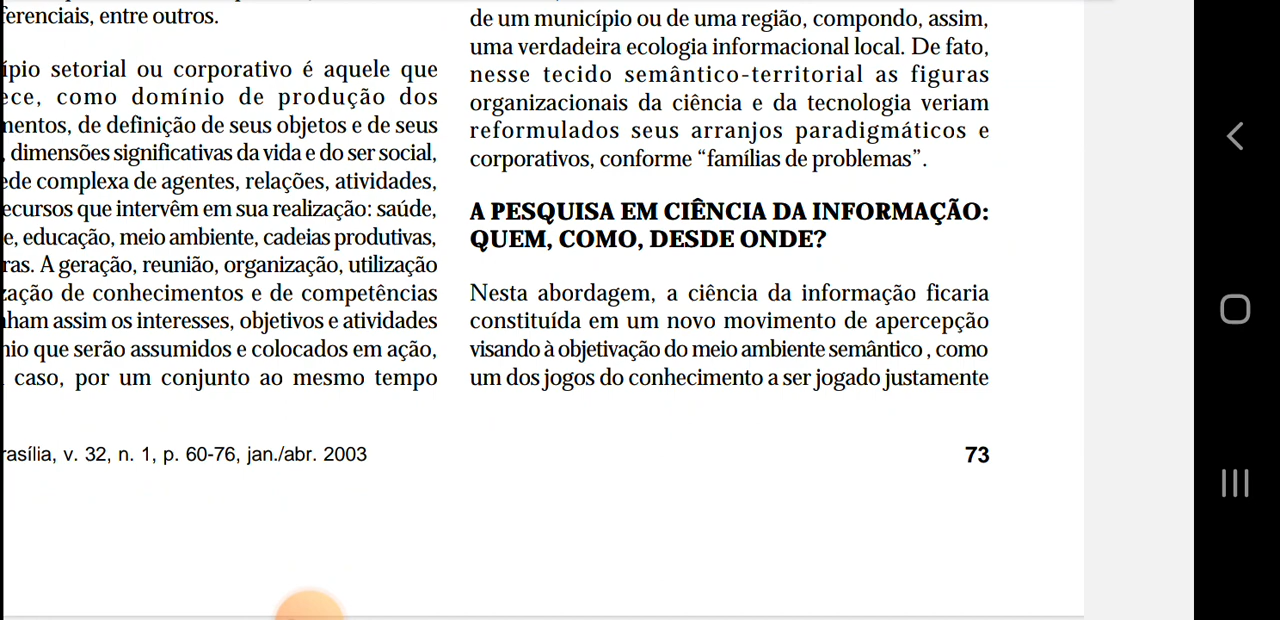 ferenciais, entre outros.
ípio setorial ou corporativo é aquele que
ece, como domínio de produção dos
mentos, de definição de seus objetos e de seus
, dimensões significativas da vida e do ser social,
ede complexa de agentes, relações, atividades,
ecursos que intervêm em sua realização: saúde,
e, educação, meio ambiente, cadeias produtivas,
ras. A geração, reunião, organização, utilização
zação de conhecimentos e de competências
nham assim os interesses, objetivos e atividades
nio que serão assumidos e colocados em ação,
caso, por um conjunto ao mesmo tempo
de um município ou de uma região, compondo, assim,
uma verdadeira ecologia informacional local. De fato,
nesse tecido semântico-territorial as figuras
organizacionais da ciência e da tecnologia veriam
reformulados seus arranjos paradigmáticos e
corporativos, conforme “famílias de problemas”.
A PESQUISA EM CIÊNCIA DA INFORMAÇÃO:
QUEM, COMO, DESDE ONDE?
Nesta abordagem, a ciência da informação ficaria
constituída em um novo movimento de apercepção
visando à objetivação do meio ambiente semântico , como
um dos jogos do conhecimento a ser jogado justamente
rasília, v. 32, n. 1, p. 60-76, jan./abr. 2003
73